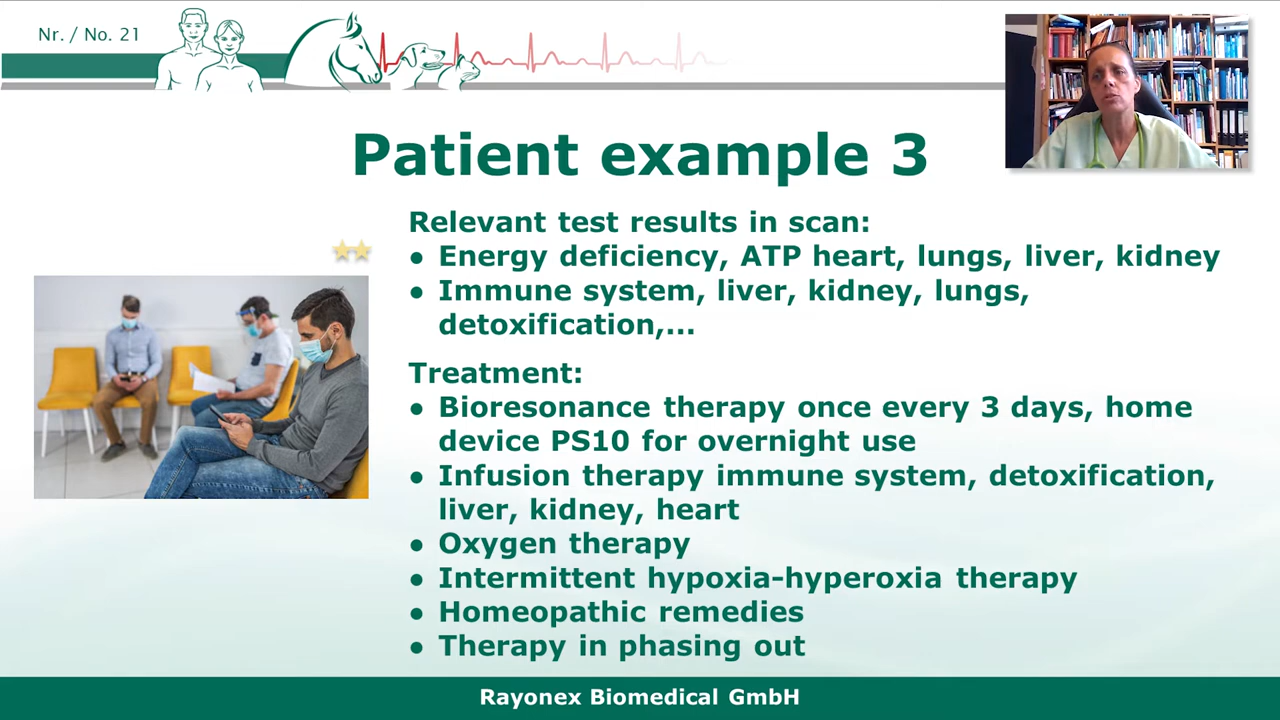 Nr. / No. 21
Patient example 3
Relevant test results in scan:
● Energy deficiency, ATP heart, lungs, liver, kidney
● Immune system, liver, kidney, lungs,
detoxification,...
Treatment:
● Bioresonance therapy once every 3 days, home
device PS10 for overnight use
● Infusion therapy immune system, detoxification,
liver, kidney, heart
● Oxygen therapy
● Intermittent hypoxia-hyperoxia therapy
● Homeopathic remedies
● Therapy in phasing out
Rayonex Biomedical GmbH